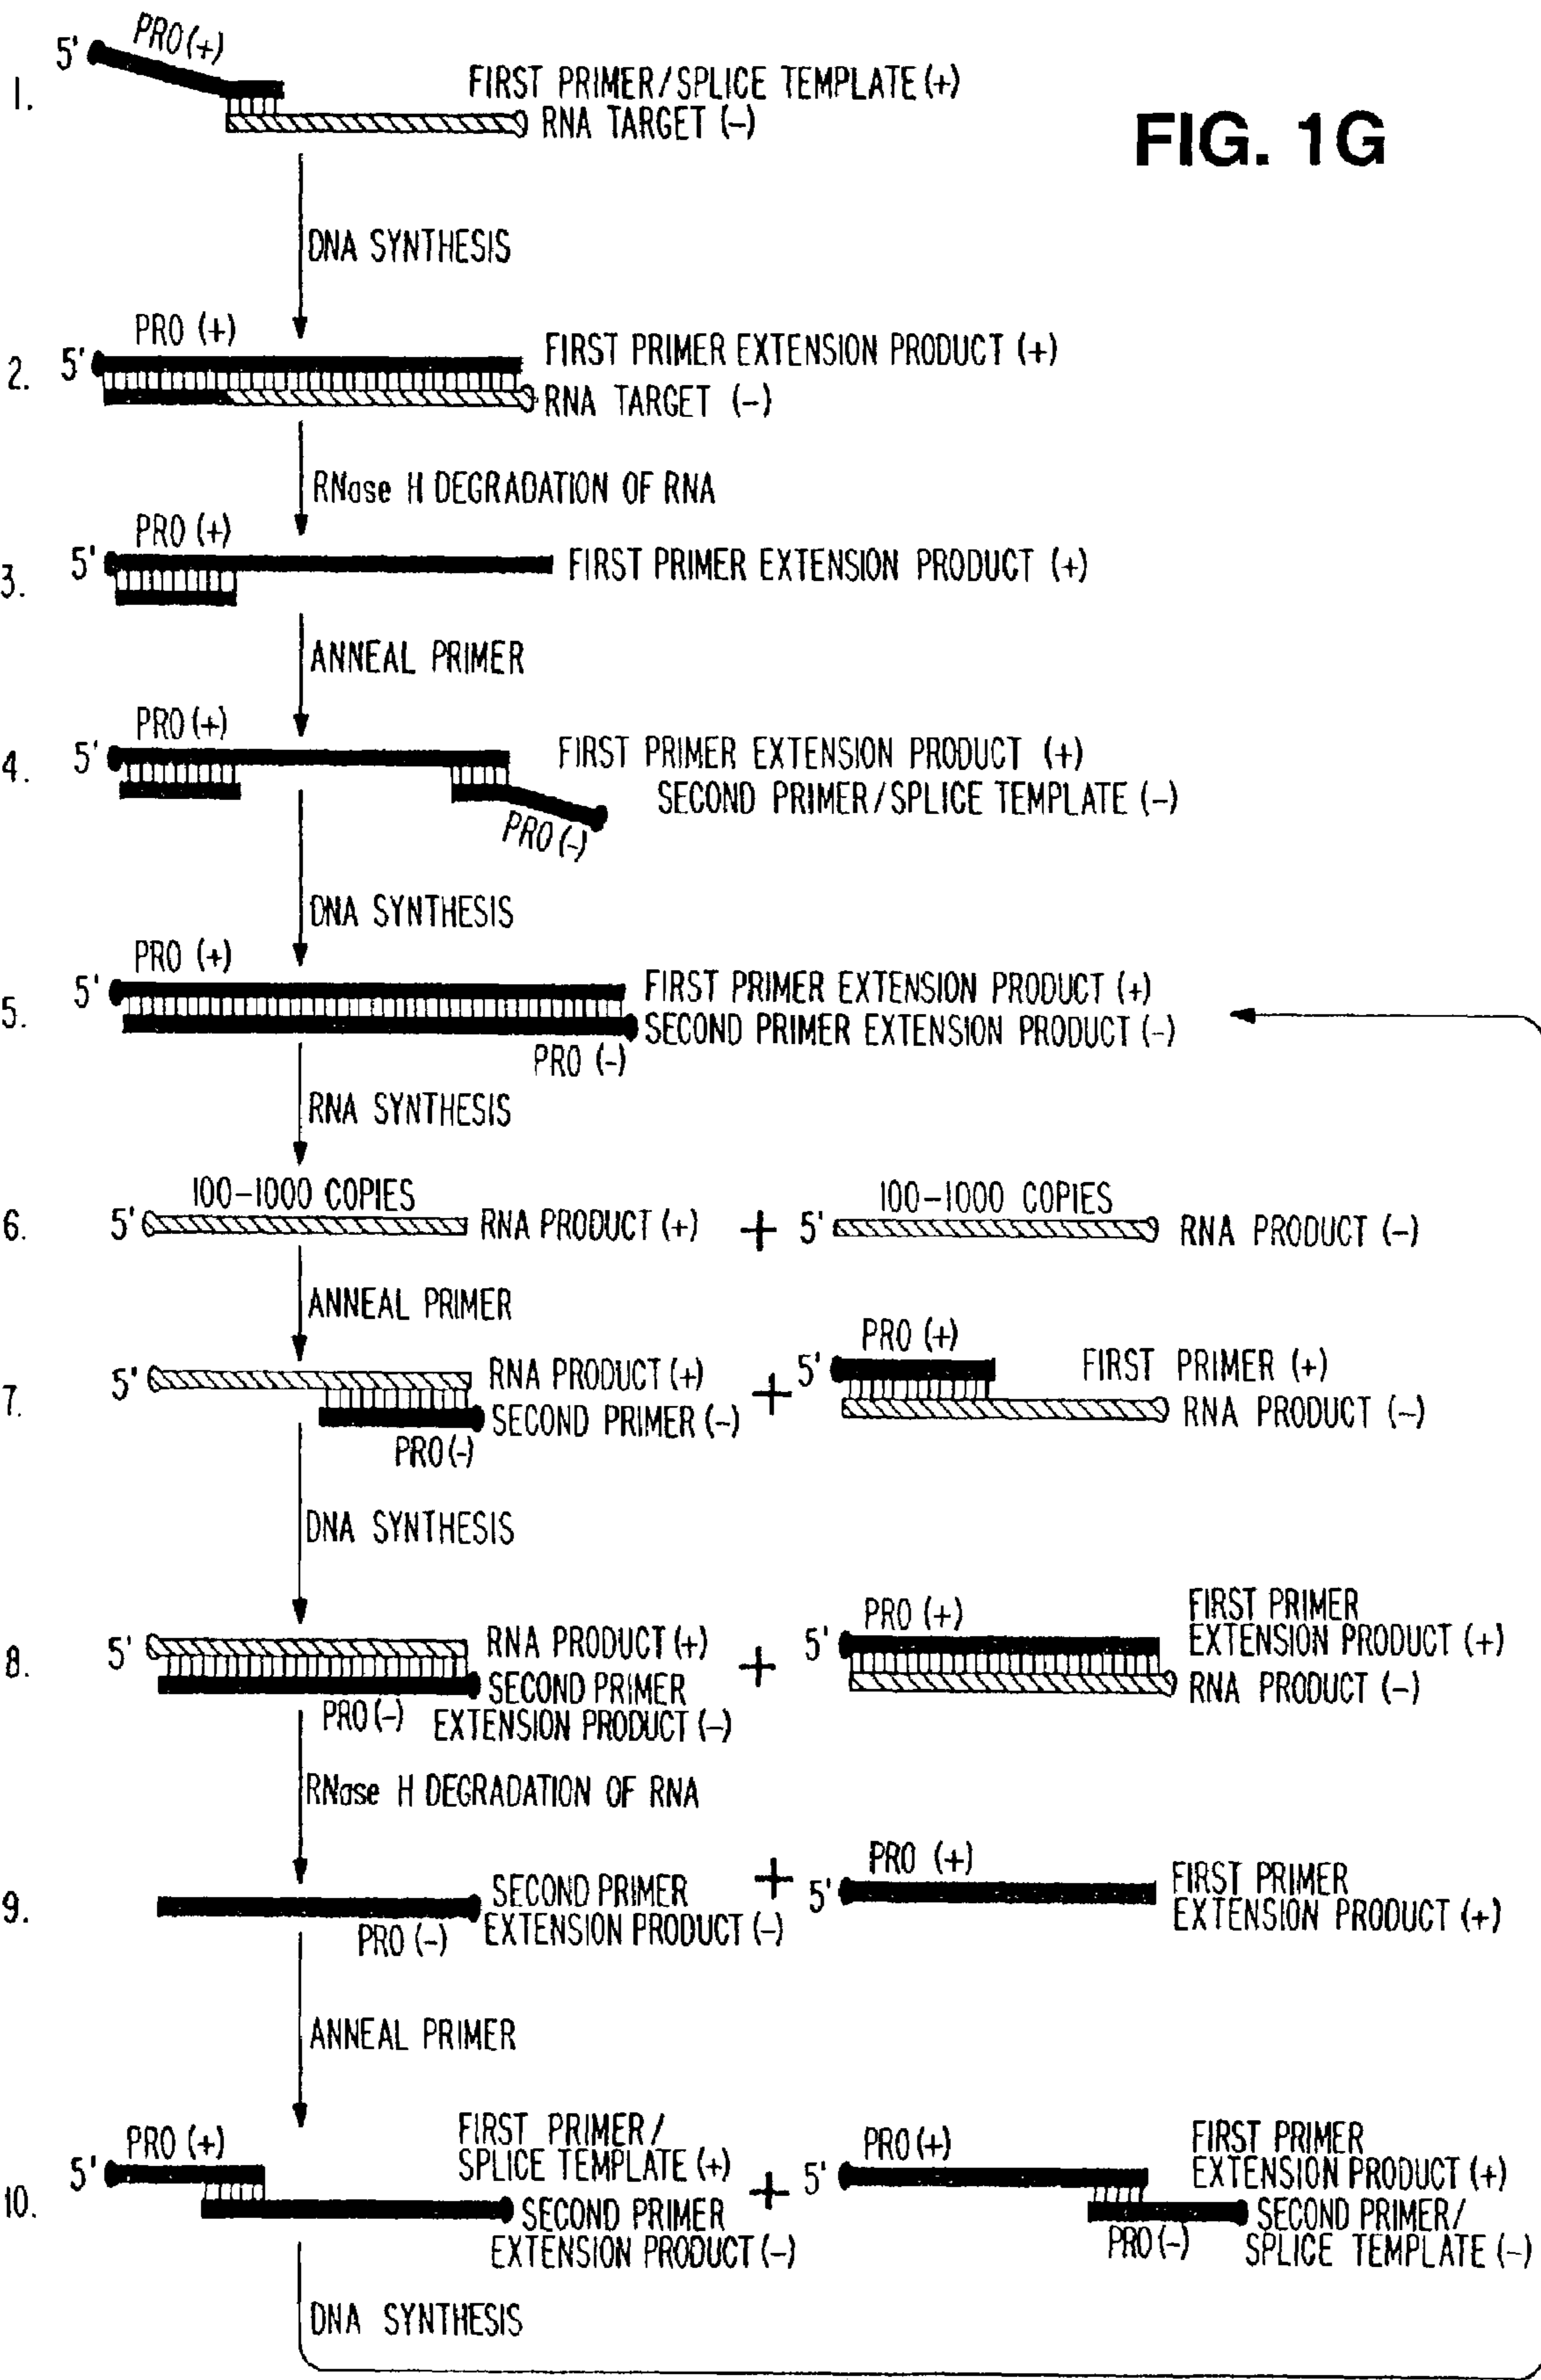 FIG. 1G
1.
5' PRO (+)
FIRST PRIMER/SPLICE TEMPLATE (+)
RNA TARGET (-)
DNA SYNTHESIS
2.
PRO (+)
5'
FIRST PRIMER EXTENSION PRODUCT (+)
RNA TARGET (-)
RNase H DEGRADATION OF RNA
3.
PRO (+)
5'
FIRST PRIMER EXTENSION PRODUCT (+)
ANNEAL PRIMER
4.
PRO (+)
5'
FIRST PRIMER EXTENSION PRODUCT (+)
SECOND PRIMER/SPLICE TEMPLATE (-)
PRO (-)
DNA SYNTHESIS
5.
PRO (+)
5'
FIRST PRIMER EXTENSION PRODUCT (+)
SECOND PRIMER EXTENSION PRODUCT (-)
PRO (-)
RNA SYNTHESIS
6.
100-1000 COPIES
5'
RNA PRODUCT (+)
+
100-1000 COPIES
5'
RNA PRODUCT (-)
ANNEAL PRIMER
7.
5'
RNA PRODUCT (+)
SECOND PRIMER (-)
PRO (-)
+
PRO (+)
5'
FIRST PRIMER (+)
RNA PRODUCT (-)
DNA SYNTHESIS
8.
5'
RNA PRODUCT (+)
SECOND PRIMER
EXTENSION PRODUCT (-)
PRO (-)
+
PRO (+)
5'
FIRST PRIMER
EXTENSION PRODUCT (+)
RNA PRODUCT (-)
RNase H DEGRADATION OF RNA
9.
SECOND PRIMER
EXTENSION PRODUCT (-)
PRO (-)
+
PRO (+)
5'
FIRST PRIMER
EXTENSION PRODUCT (+)
ANNEAL PRIMER
10.
PRO (+)
5'
FIRST PRIMER/
SPLICE TEMPLATE (+)
SECOND PRIMER
EXTENSION PRODUCT (-)
+
PRO (+)
5'
FIRST PRIMER
EXTENSION PRODUCT (+)
SECOND PRIMER/
SPLICE TEMPLATE (-)
PRO (-)
DNA SYNTHESIS